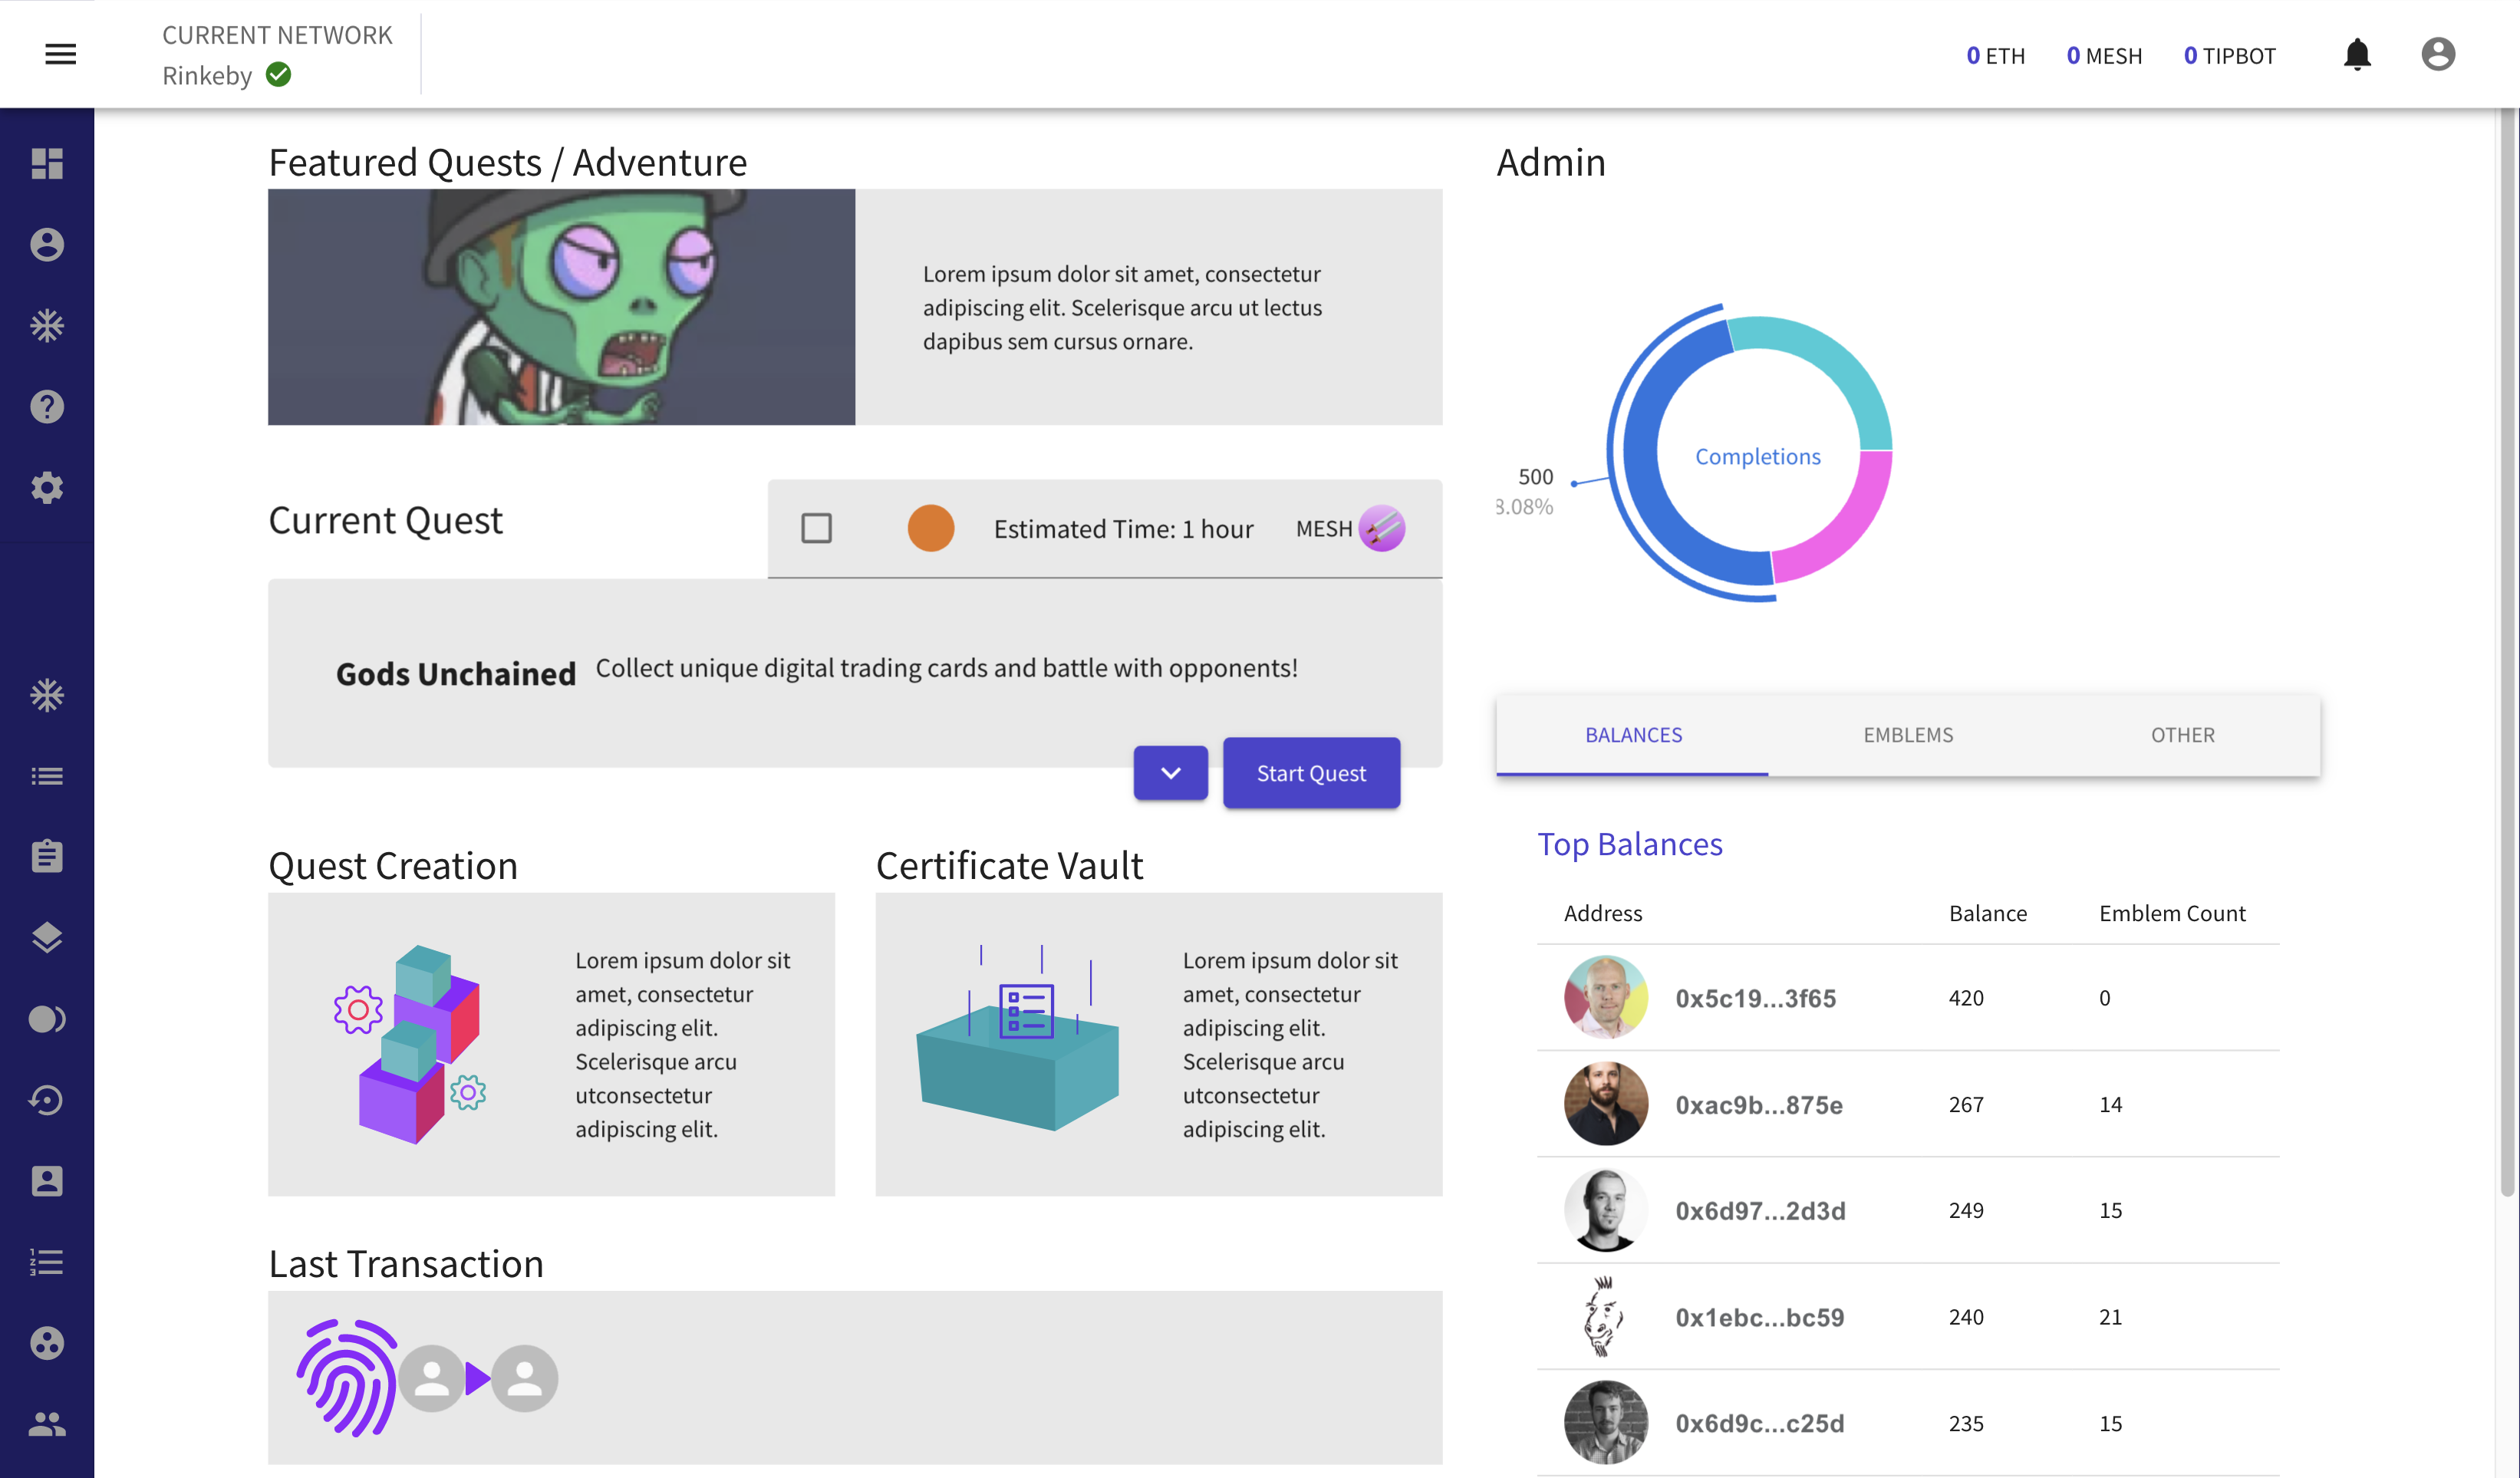 CURRENT NETWORK
Rinkeby
0 ETH
0 MESH
0 TIPBOT
Featured Quests / Adventure
Lorem ipsum dolor sit amet, consectetur
adipiscing elit. Scelerisque arcu ut lectus
dapibus sem cursus ornare.
Current Quest
Estimated Time: 1 hour
MESH
Gods Unchained
Collect unique digital trading cards and battle with opponents!
Start Quest
Quest Creation
Lorem ipsum dolor sit
amet, consectetur
adipiscing elit.
Scelerisque arcu
utconsectetur
adipiscing elit.
Certificate Vault
Lorem ipsum dolor sit
amet, consectetur
adipiscing elit.
Scelerisque arcu
utconsectetur
adipiscing elit.
Last Transaction
Admin
Completions
500
8.08%
BALANCES
EMBLEMS
OTHER
Top Balances
Address Balance Emblem Count
0x5c19...3f65 420 0
0xac9b...875e 267 14
0x6d97...2d3d 249 15
0x1ebc...bc59 240 21
0x6d9c...c25d 235 15